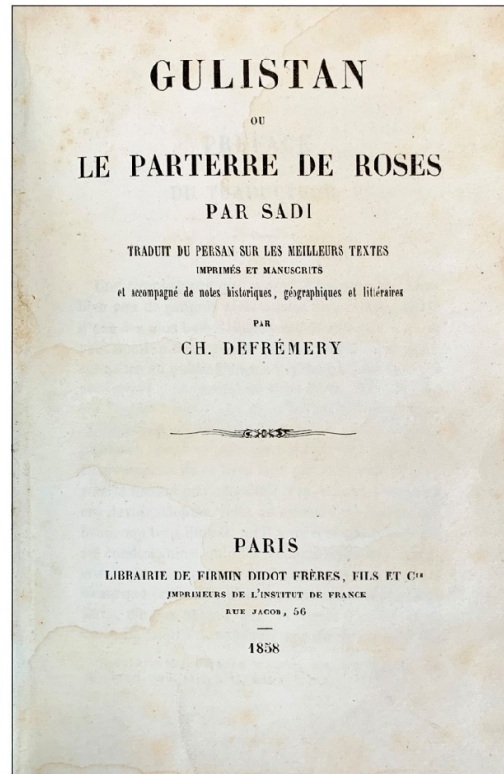 GULISTAN
OU
LE PARTERRE DE ROSES
PAR SADI
TRADUIT DU PERSAN SUR LES MEILLEURS TEXTES
IMPRIMÉS ET MANUSCRITS
et accompagné de notes historiques, géographiques et littéraires
PAR
CH. DEFRÉMERY
PARIS
LIBRAIRIE DE FIRMIN DIDOT FRÈRES, FILS ET Cie
IMPRIMEURS DE L'INSTITUT DE FRANCE
RUE JACOB, 56
1858